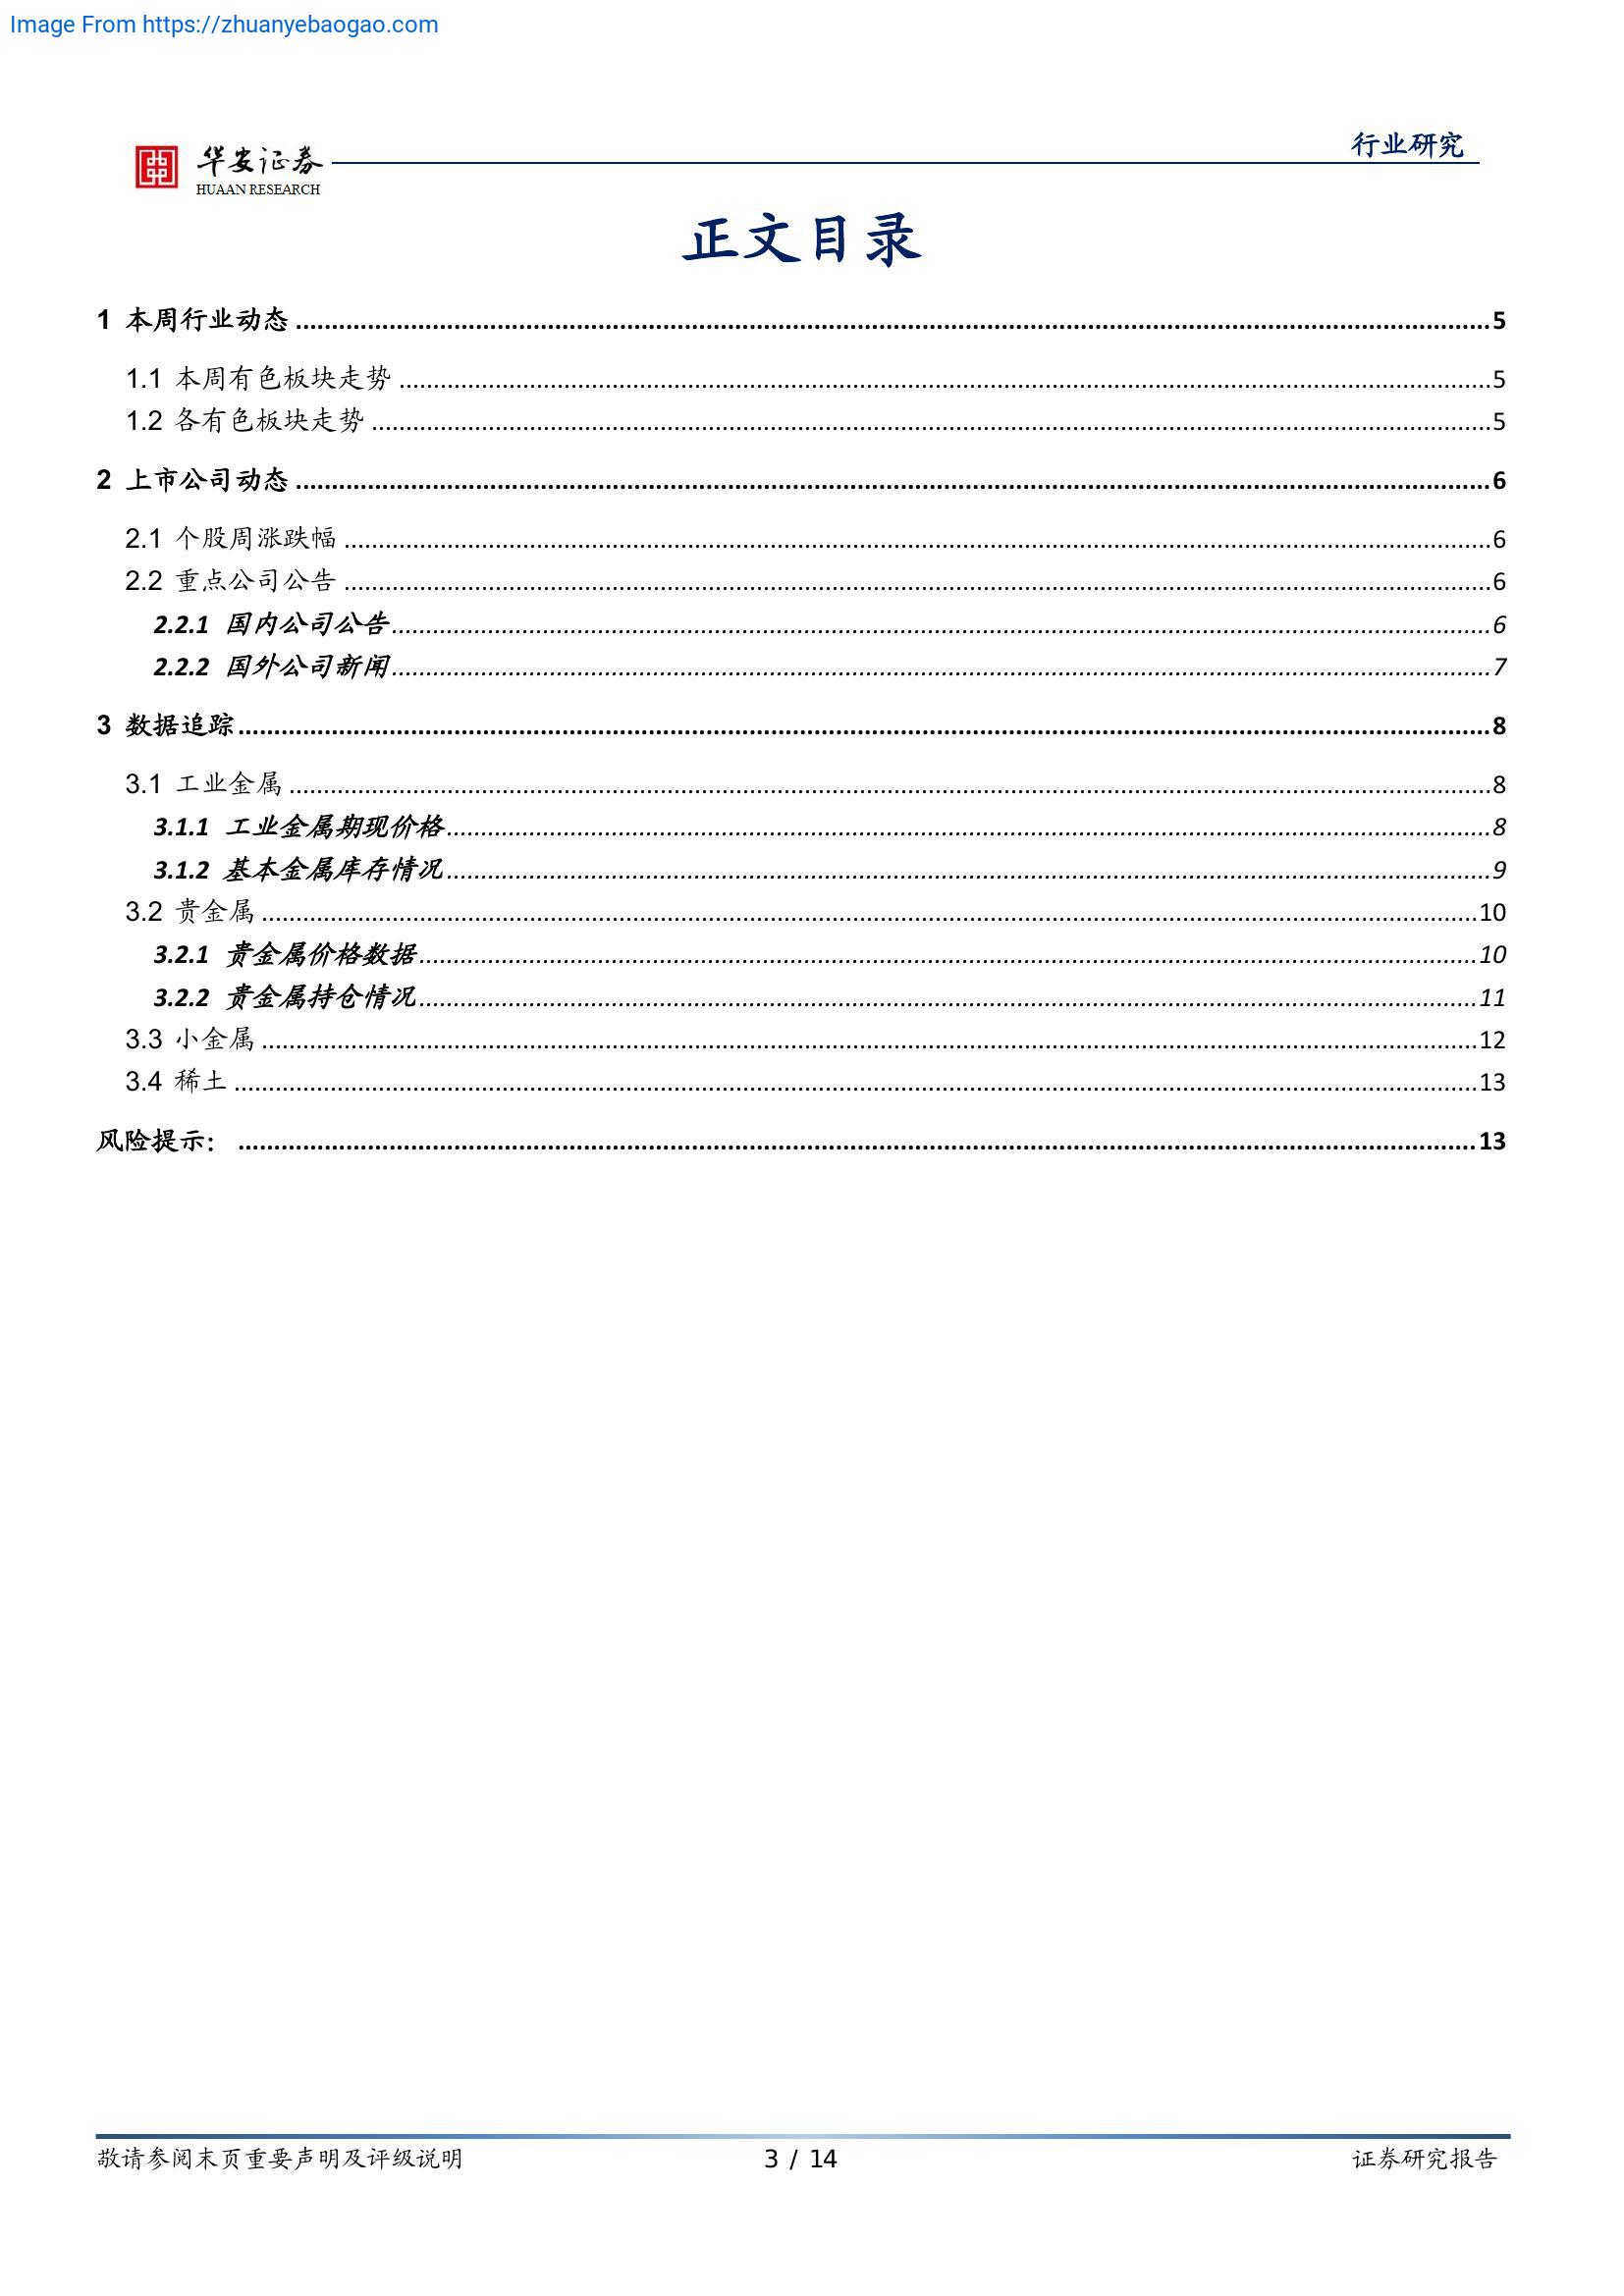 Image From https://zhuanyebaogao.com
华安证券
HUAAN RESEARCH
行业研究
正文目录
1 本周行业动态 ........................................ 5
1.1 本周有色板块走势 ........................................ 5
1.2 各有色板块走势 ........................................ 5
2 上市公司动态 ........................................ 6
2.1 个股周涨跌幅 ........................................ 6
2.2 重点公司公告 ........................................ 6
2.2.1 国内公司公告 ........................................ 6
2.2.2 国外公司新闻 ........................................ 7
3 数据追踪 ........................................ 8
3.1 工业金属 ........................................ 8
3.1.1 工业金属期现价格 ........................................ 8
3.1.2 基本金属库存情况 ........................................ 9
3.2 贵金属 ........................................ 10
3.2.1 贵金属价格数据 ........................................ 10
3.2.2 贵金属持仓情况 ........................................ 11
3.3 小金属 ........................................ 12
3.4 稀土 ........................................ 13
风险提示： ........................................ 13
敬请参阅末页重要声明及评级说明
3 / 14
证券研究报告